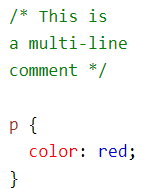 /* This is
a multi-line
comment */

p {
  color: red;
}